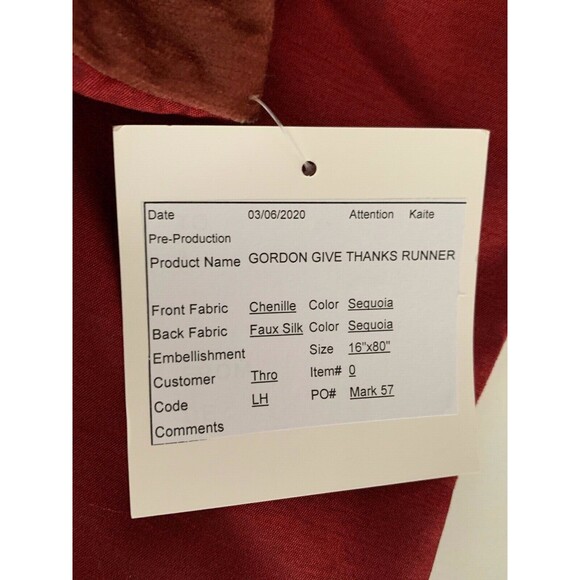 Date 03/06/2020 Attention Kaite
Pre-Production
Product Name GORDON GIVE THANKS RUNNER
Front Fabric Chenille Color Sequoia
Back Fabric Faux Silk Color Sequoia
Embellishment Size 16"x80"
Customer Thro Item# 0
Code LH PO# Mark 57
Comments